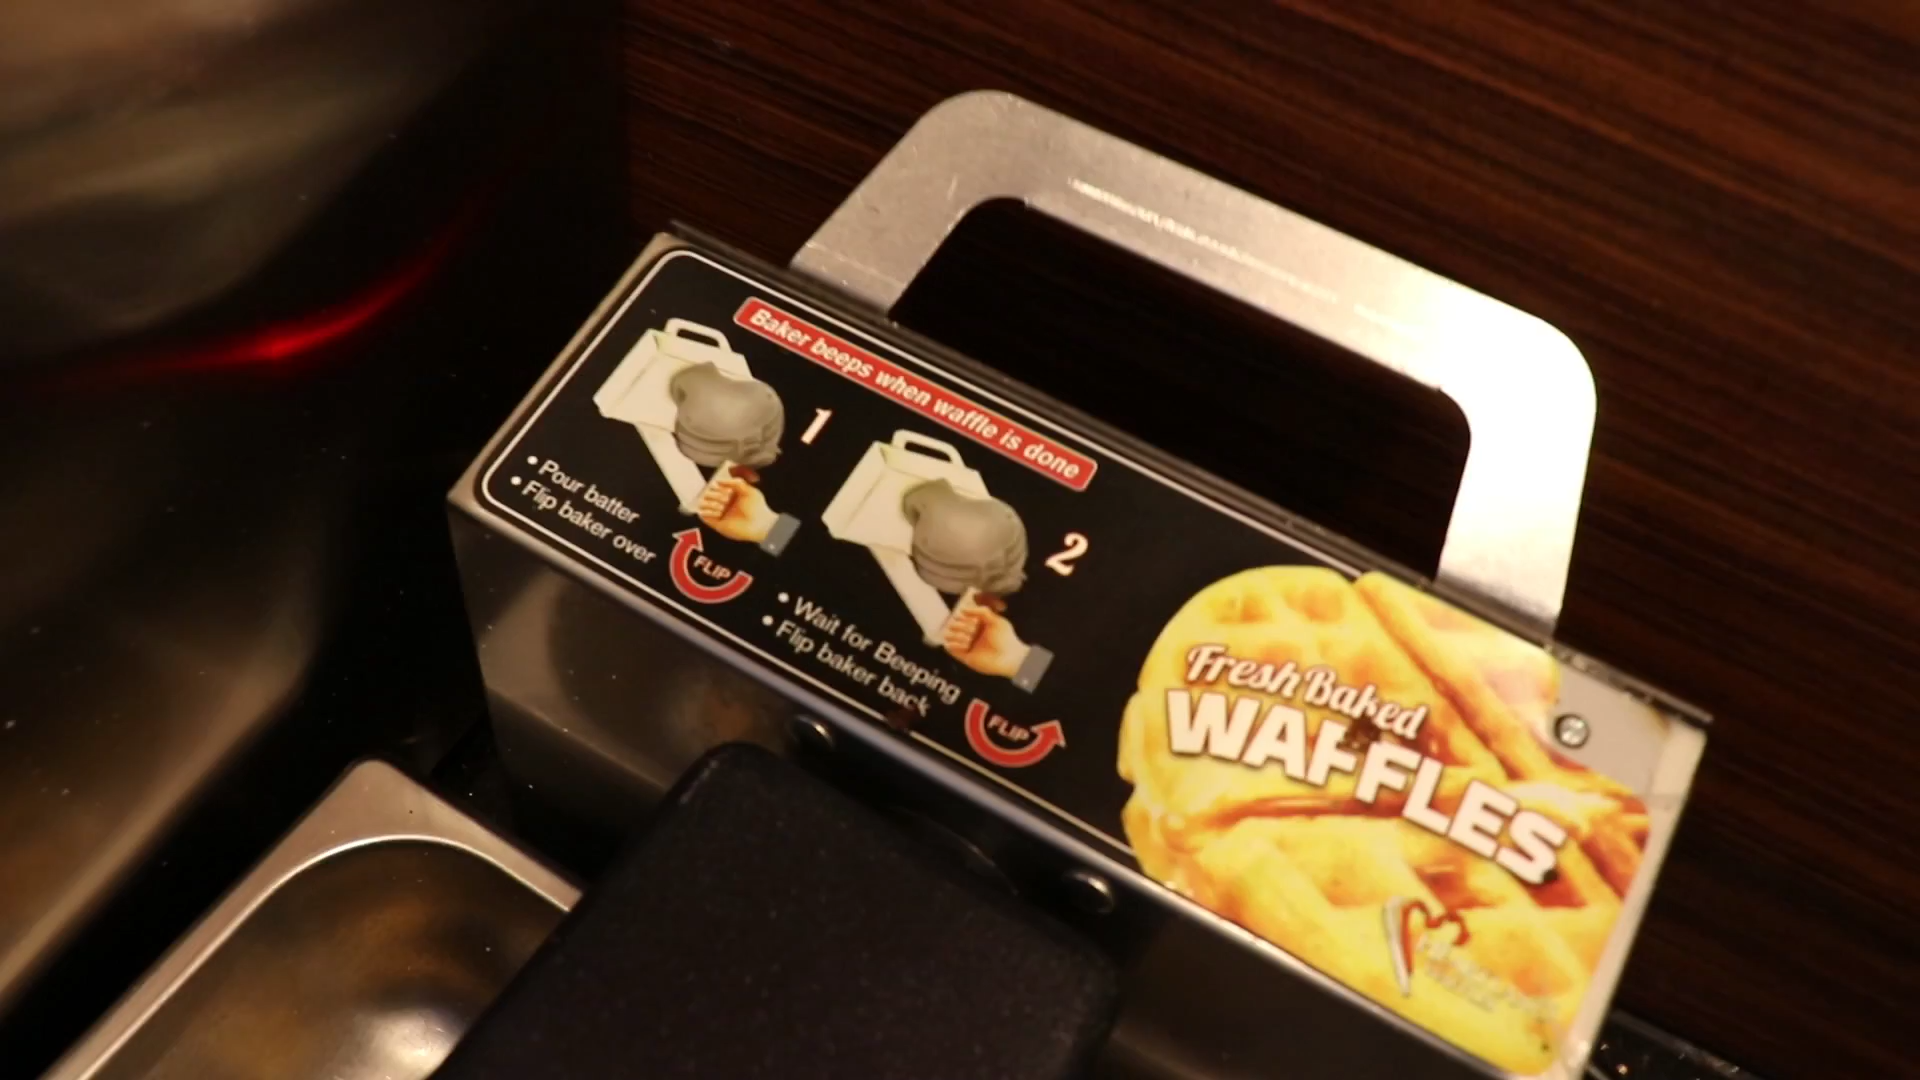 Baker beeps when waffle is done
1
• Pour batter
• Flip baker over
FLIP
2
• Wait for Beeping
• Flip baker back
FLIP
Fresh Baked
WAFFLES